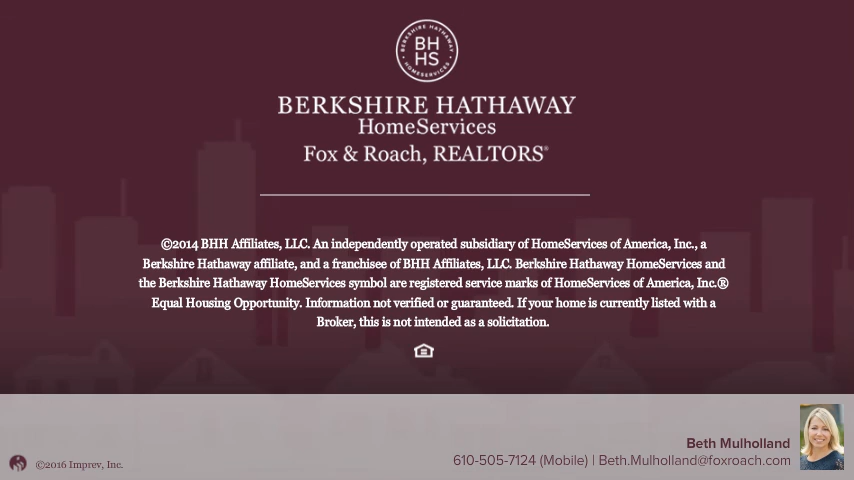 BERKSHIRE HATHAWAY
BH
HS
HOMESERVICES
BERKSHIRE HATHAWAY
HomeServices
Fox & Roach, REALTORS®
©2014 BHH Affiliates, LLC. An independently operated subsidiary of HomeServices of America, Inc., a
Berkshire Hathaway affiliate, and a franchisee of BHH Affiliates, LLC. Berkshire Hathaway HomeServices and
the Berkshire Hathaway HomeServices symbol are registered service marks of HomeServices of America, Inc.®
Equal Housing Opportunity. Information not verified or guaranteed. If your home is currently listed with a
Broker, this is not intended as a solicitation.
Beth Mulholland
610-505-7124 (Mobile) | Beth.Mulholland@foxroach.com
©2016 Imprev, Inc.